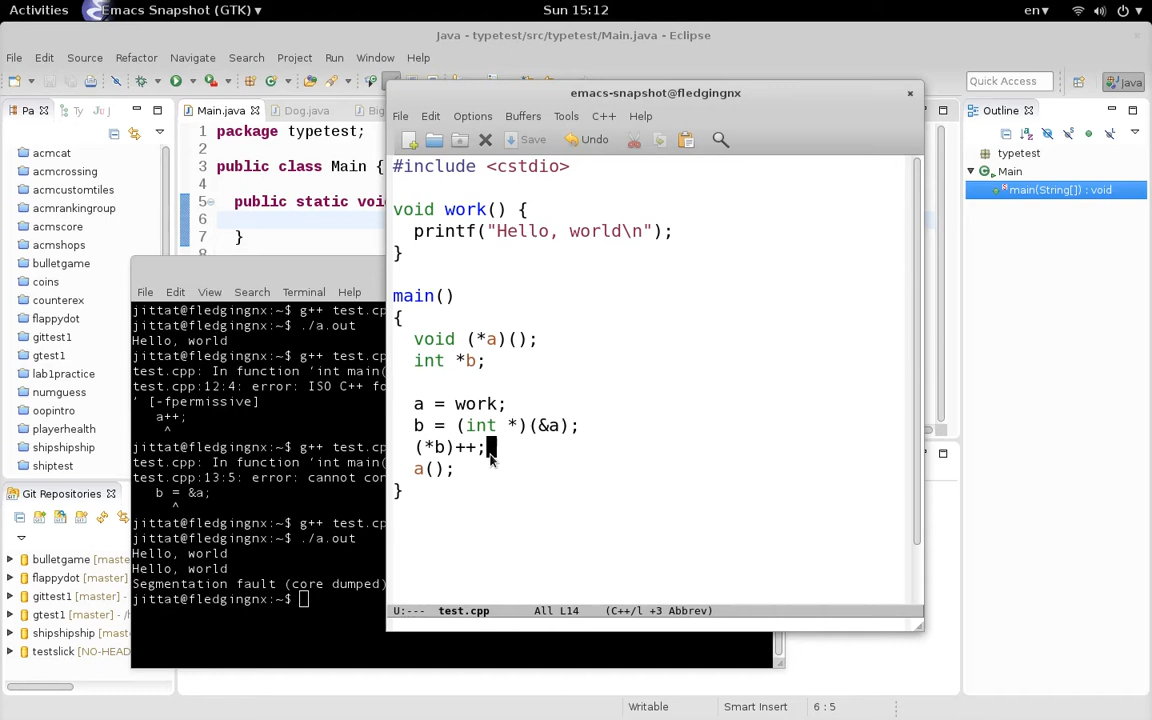 Activities
Emacs Snapshot (GTK) ▾
Sun 15:12
en ▾
Java - typetest/src/typetest/Main.java - Eclipse
File Edit Source Refactor Navigate Search Project Run Window Help
Quick Access
Java
Pa Ty Ju
acmcat
acmcrossing
acmcustomtiles
acmrankinggroup
acmscore
acmshops
bulletgame
coins
counterex
flappydot
gittest1
gtest1
lab1practice
numguess
oopintro
playerhealth
shipshipship
shiptest
Git Repositories
bulletgame [maste
flappydot [master]
gittest1 [master] -
gtest1 [master] - /h
shipshipship [mast
testslick [NO-HEAD
Main.java
Dog.java
Big
1 package typetest;
2
3 public class Main {
4
5 public static voi
6
7 }
8
File Edit View Search Terminal Help
jittat@fledgingnx:~$ g++ test.cp
jittat@fledgingnx:~$ ./a.out
Hello, world
jittat@fledgingnx:~$ g++ test.cp
test.cpp: In function ‘int main(
test.cpp:12:4: error: ISO C++ fo
’ [-fpermissive]
a++;
^
jittat@fledgingnx:~$ g++ test.cp
test.cpp: In function ‘int main(
test.cpp:13:5: error: cannot con
b = &a;
^
jittat@fledgingnx:~$ g++ test.cp
jittat@fledgingnx:~$ ./a.out
Hello, world
Hello, world
Segmentation fault (core dumped)
jittat@fledgingnx:~$
emacs-snapshot@fledgingnx
File Edit Options Buffers Tools C++ Help
Save
Undo
#include <cstdio>
void work() {
printf("Hello, world\n");
}
main()
{
void (*a)();
int *b;
a = work;
b = (int *)(&a);
(*b)++;
a();
}
U:--- test.cpp All L14 (C++/l +3 Abbrev)
Outline
typetest
Main
main(String[]) : void
Writable
Smart Insert
6 : 5